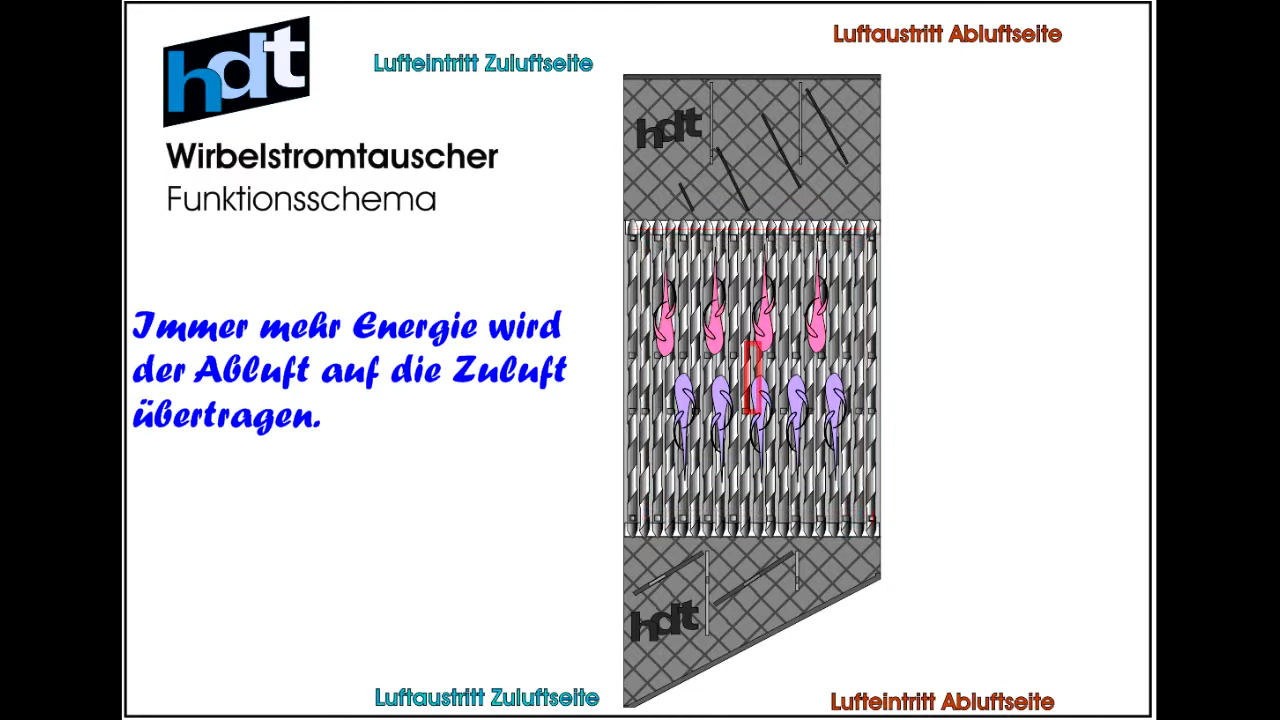 hdt
Lufteintritt Zuluftseite
Luftaustritt Abluftseite
Wirbelstromtauscher
Funktionsschema
hdt
Immer mehr Energie wird
der Abluft auf die Zuluft
übertragen.
hdt
Luftaustritt Zuluftseite
Lufteintritt Abluftseite